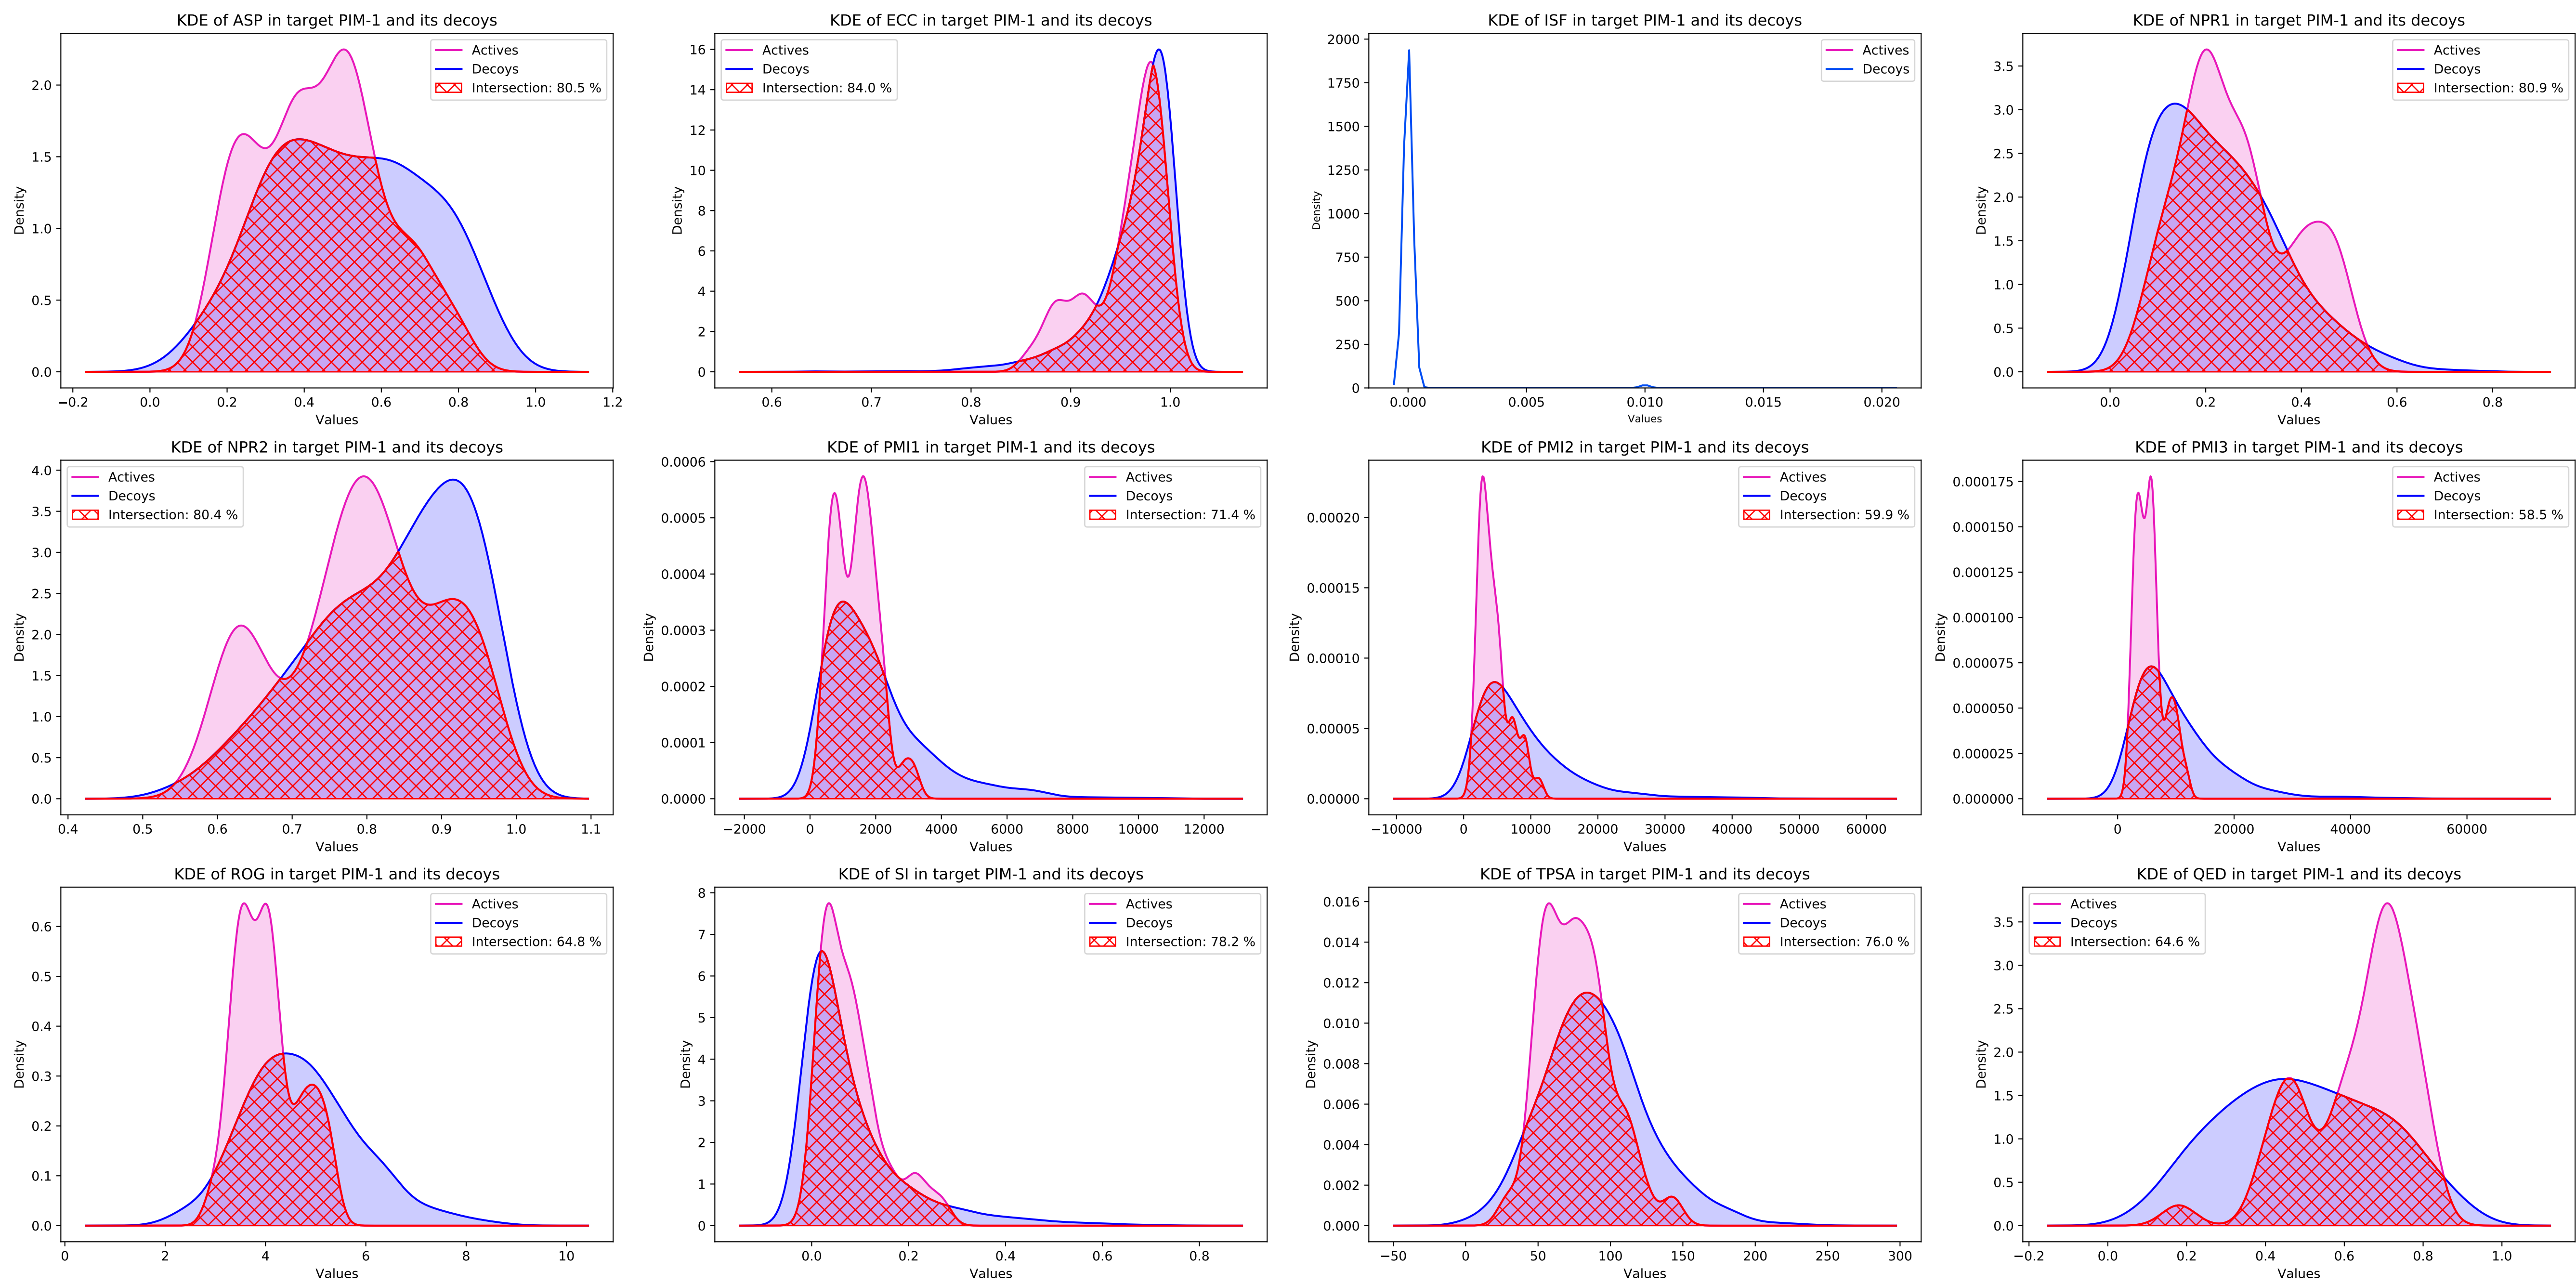 KDE of ASP in target PIM-1 and its decoys
Density
2.0
1.5
1.0
0.5
0.0
Actives
Decoys
Intersection: 80.5 %
−0.2 0.0 0.2 0.4 0.6 0.8 1.0 1.2
Values
KDE of ECC in target PIM-1 and its decoys
Density
16
14
12
10
8
6
4
2
0
Actives
Decoys
Intersection: 84.0 %
0.6 0.7 0.8 0.9 1.0
Values
KDE of ISF in target PIM-1 and its decoys
Density
2000
1750
1500
1250
1000
750
500
250
0
Actives
Decoys
0.000 0.005 0.010 0.015 0.020
Values
KDE of NPR1 in target PIM-1 and its decoys
Density
3.5
3.0
2.5
2.0
1.5
1.0
0.5
0.0
Actives
Decoys
Intersection: 80.9 %
0.0 0.2 0.4 0.6 0.8
Values
KDE of NPR2 in target PIM-1 and its decoys
Density
4.0
3.5
3.0
2.5
2.0
1.5
1.0
0.5
0.0
Actives
Decoys
Intersection: 80.4 %
0.4 0.5 0.6 0.7 0.8 0.9 1.0 1.1
Values
KDE of PMI1 in target PIM-1 and its decoys
Density
0.0006
0.0005
0.0004
0.0003
0.0002
0.0001
0.0000
Actives
Decoys
Intersection: 71.4 %
−2000 0 2000 4000 6000 8000 10000 12000
Values
KDE of PMI2 in target PIM-1 and its decoys
Density
0.00020
0.00015
0.00010
0.00005
0.00000
Actives
Decoys
Intersection: 59.9 %
−10000 0 10000 20000 30000 40000 50000 60000
Values
KDE of PMI3 in target PIM-1 and its decoys
Density
0.000175
0.000150
0.000125
0.000100
0.000075
0.000050
0.000025
0.000000
Actives
Decoys
Intersection: 58.5 %
0 20000 40000 60000
Values
KDE of ROG in target PIM-1 and its decoys
Density
0.6
0.5
0.4
0.3
0.2
0.1
0.0
Actives
Decoys
Intersection: 64.8 %
0 2 4 6 8 10
Values
KDE of SI in target PIM-1 and its decoys
Density
8
7
6
5
4
3
2
1
0
Actives
Decoys
Intersection: 78.2 %
0.0 0.2 0.4 0.6 0.8
Values
KDE of TPSA in target PIM-1 and its decoys
Density
0.016
0.014
0.012
0.010
0.008
0.006
0.004
0.002
0.000
Actives
Decoys
Intersection: 76.0 %
−50 0 50 100 150 200 250 300
Values
KDE of QED in target PIM-1 and its decoys
Density
3.5
3.0
2.5
2.0
1.5
1.0
0.5
0.0
Actives
Decoys
Intersection: 64.6 %
−0.2 0.0 0.2 0.4 0.6 0.8 1.0
Values